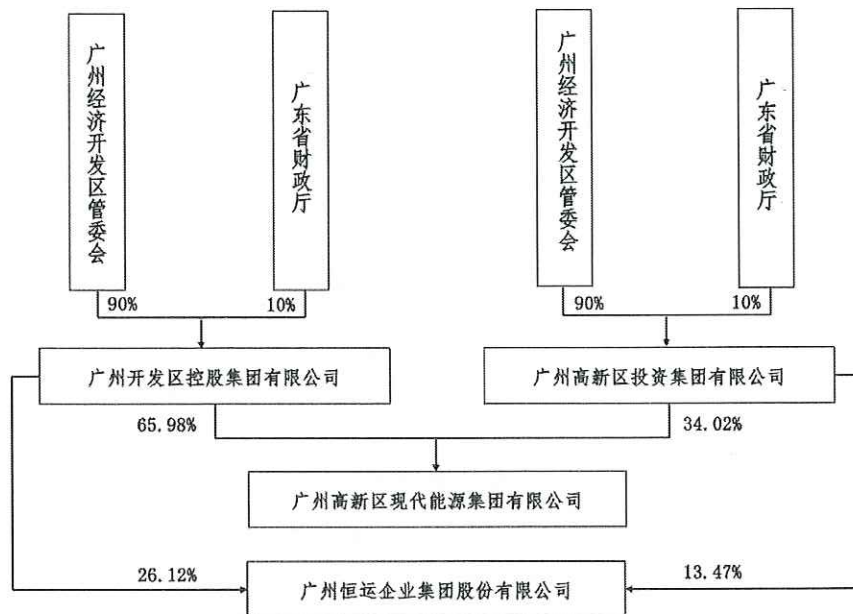 广州经济开发区管委会
广东省财政厅
广州经济开发区管委会
广东省财政厅
90%
10%
90%
10%
广州开发区控股集团有限公司
广州高新区投资集团有限公司
65.98%
34.02%
广州高新区现代能源集团有限公司
26.12%
广州恒运企业集团股份有限公司
13.47%